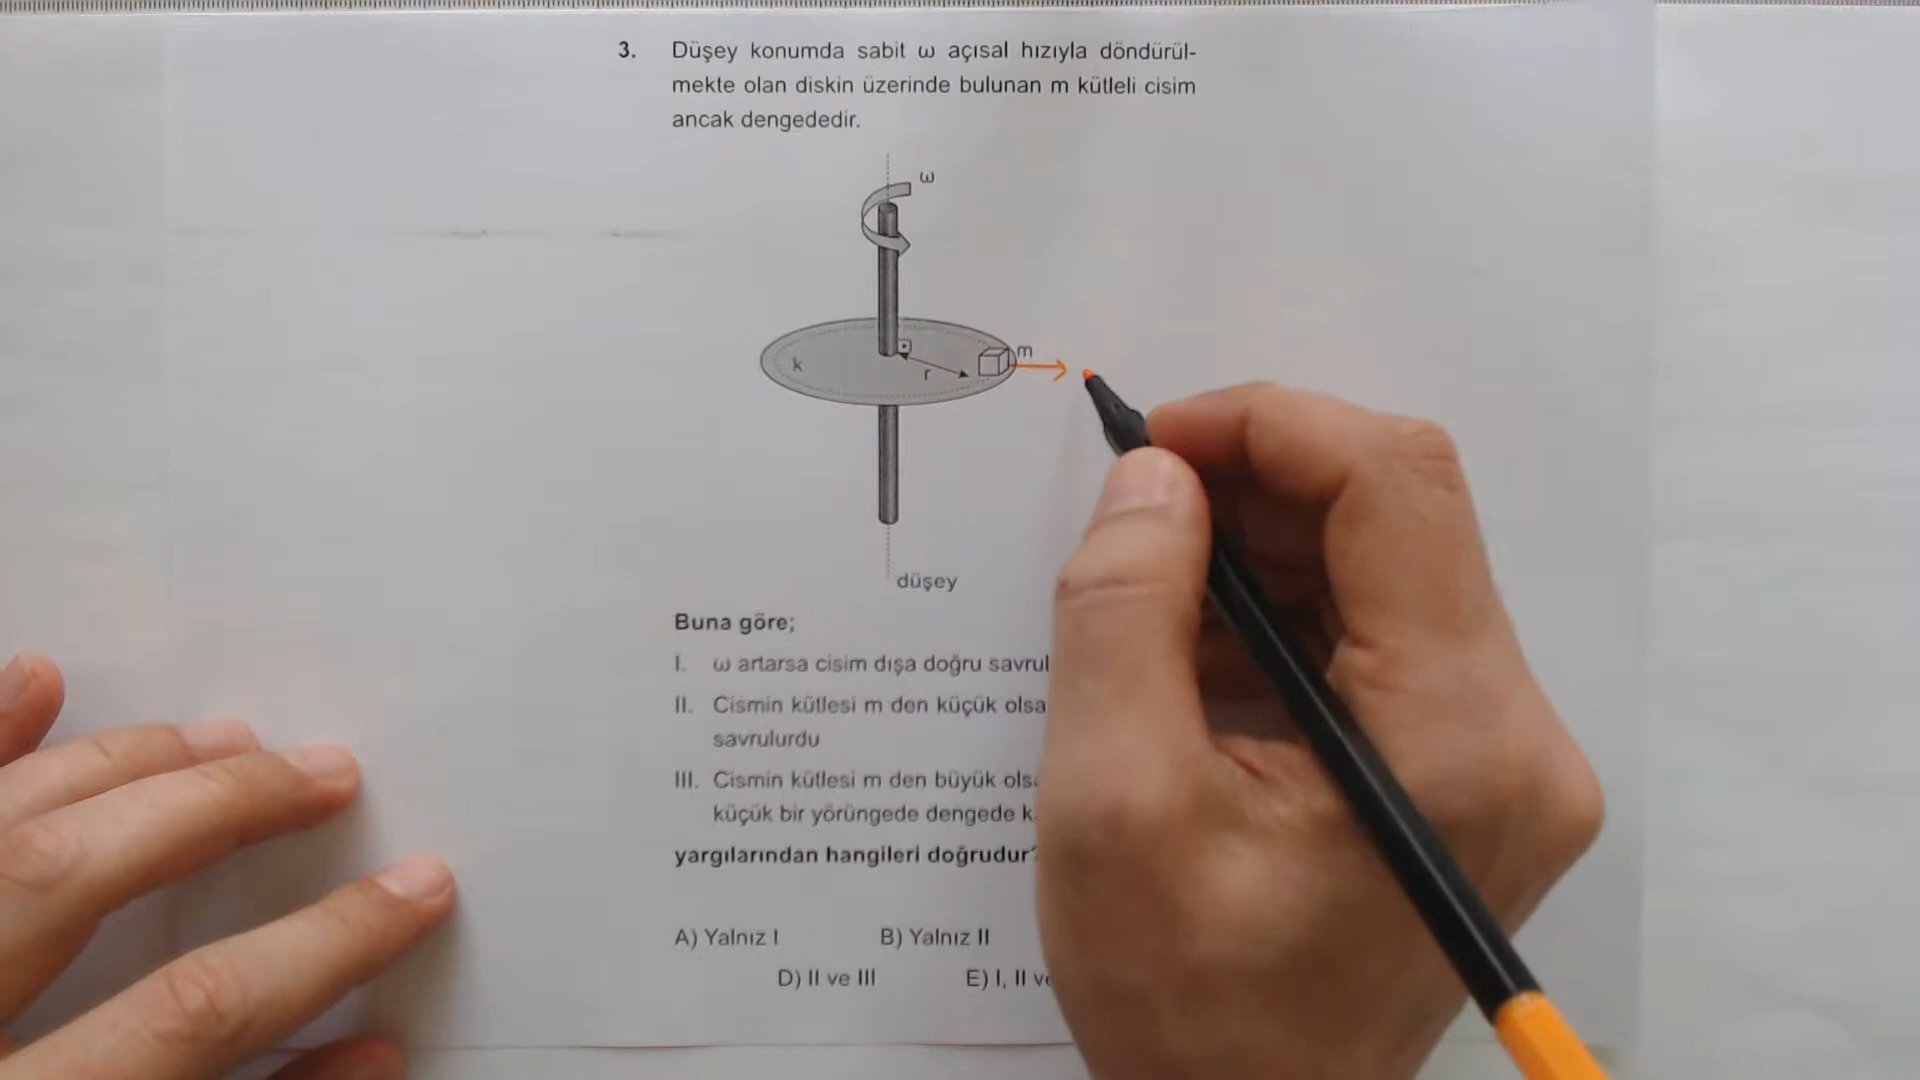 3. Düşey konumda sabit ω açısal hızıyla döndürül-
mekte olan diskin üzerinde bulunan m kütleli cisim
ancak dengededir.
ω
m
k
r
düşey
Buna göre;
I. ω artarsa cisim dışa doğru savrul
II. Cismin kütlesi m den küçük olsa
savrulurdu
III. Cismin kütlesi m den büyük ols
küçük bir yörüngede dengede k
yargılarından hangileri doğrudur?
A) Yalnız I B) Yalnız II
D) II ve III E) I, II ve